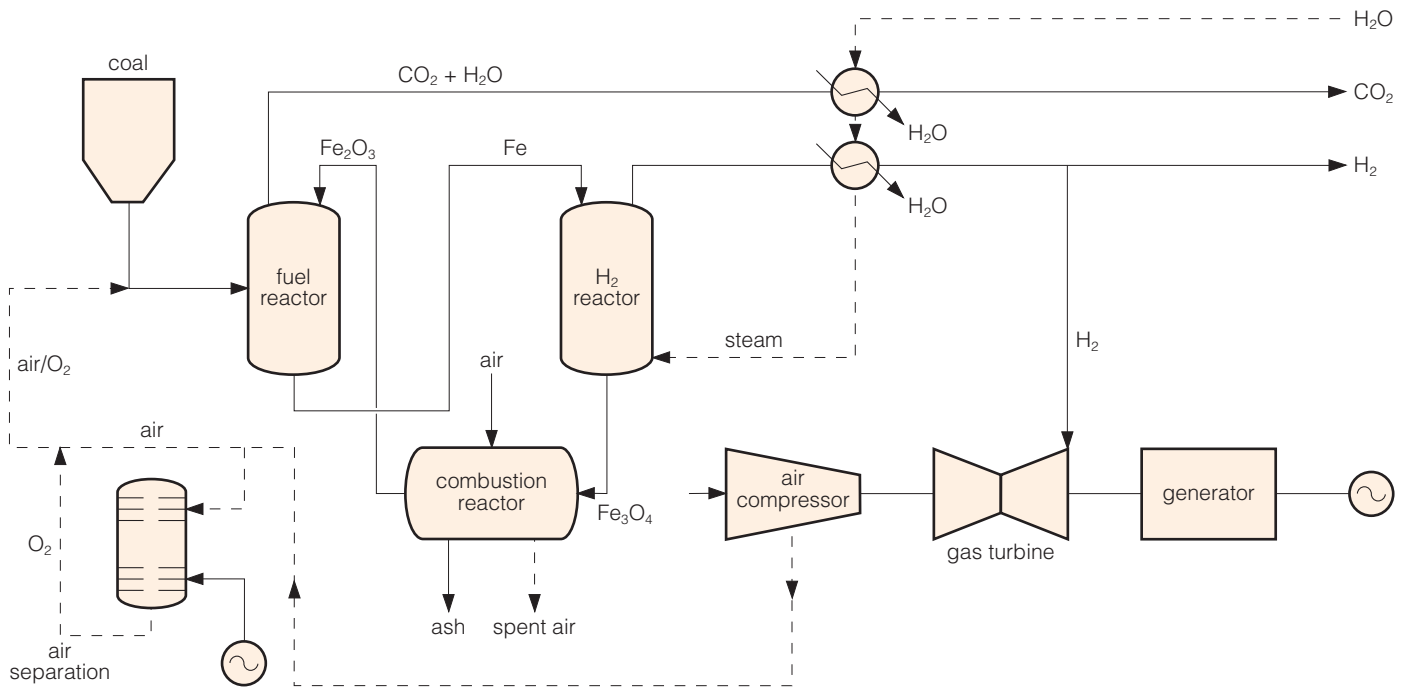 H₂O
coal
CO₂ + H₂O
CO₂
H₂O
Fe₂O₃
Fe
H₂
H₂O
fuel
reactor
H₂
reactor
steam
H₂
air/O₂
air
air
combustion
reactor
Fe₃O₄
air
compressor
gas turbine
generator
O₂
ash
spent air
air
separation